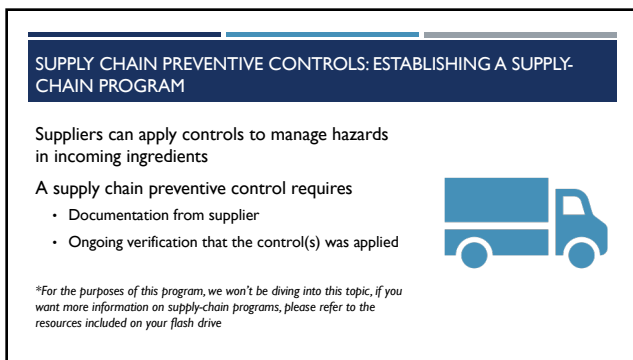 SUPPLY CHAIN PREVENTIVE CONTROLS: ESTABLISHING A SUPPLY-
CHAIN PROGRAM
Suppliers can apply controls to manage hazards
in incoming ingredients
A supply chain preventive control requires
• Documentation from supplier
• Ongoing verification that the control(s) was applied
*For the purposes of this program, we won't be diving into this topic, if you
want more information on supply-chain programs, please refer to the
resources included on your flash drive